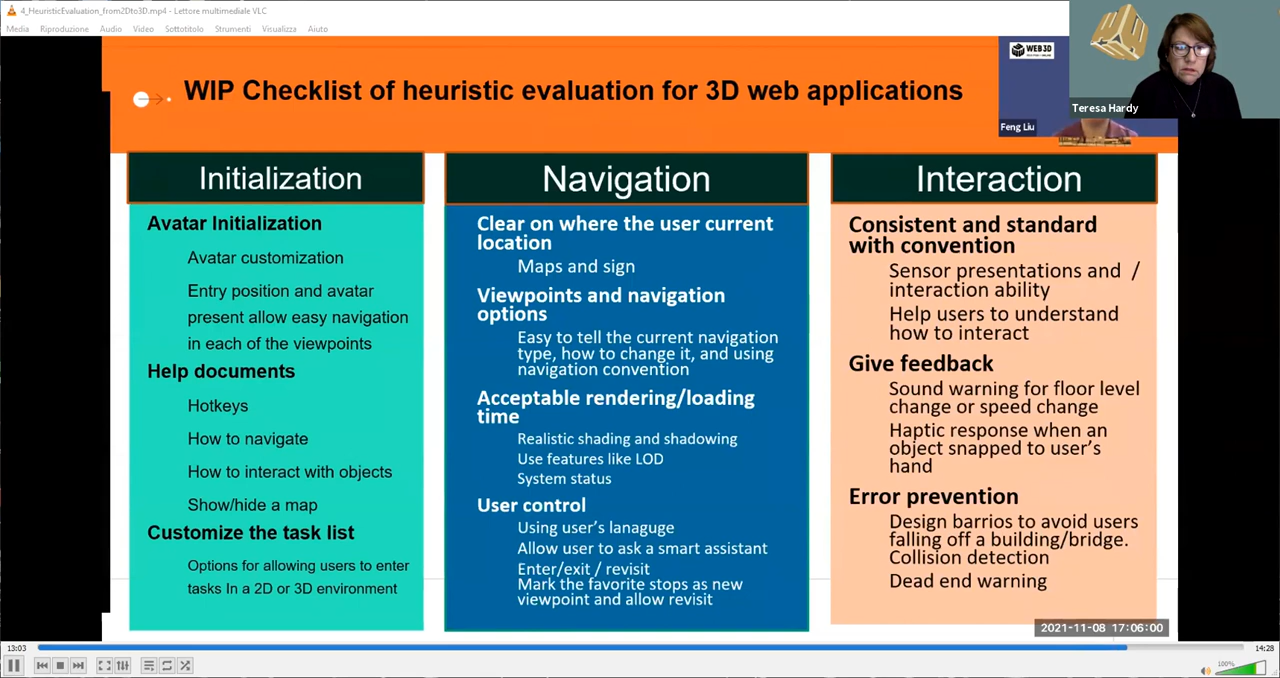 4_HeuristicEvaluation_from2Dto3D.mp4 - Lettore multimediale VLC
Media Riproduzione Audio Video Sottotitolo Strumenti Visualizza Aiuto
WEB3D
Teresa Hardy
Feng Liu
WIP Checklist of heuristic evaluation for 3D web applications
Initialization
Avatar Initialization
Avatar customization
Entry position and avatar
present allow easy navigation
in each of the viewpoints
Help documents
Hotkeys
How to navigate
How to interact with objects
Show/hide a map
Customize the task list
Options for allowing users to enter
tasks In a 2D or 3D environment
Navigation
Clear on where the user current
location
Maps and sign
Viewpoints and navigation
options
Easy to tell the current navigation
type, how to change it, and using
navigation convention
Acceptable rendering/loading
time
Realistic shading and shadowing
Use features like LOD
System status
User control
Using user's lanaguge
Allow user to ask a smart assistant
Enter/exit / revisit
Mark the favorite stops as new
viewpoint and allow revisit
Interaction
Consistent and standard
with convention
Sensor presentations and /
interaction ability
Help users to understand
how to interact
Give feedback
Sound warning for floor level
change or speed change
Haptic response when an
object snapped to user's
hand
Error prevention
Design barrios to avoid users
falling off a building/bridge.
Collision detection
Dead end warning
2021-11-08 17:06:00
13:03
14:28
100%